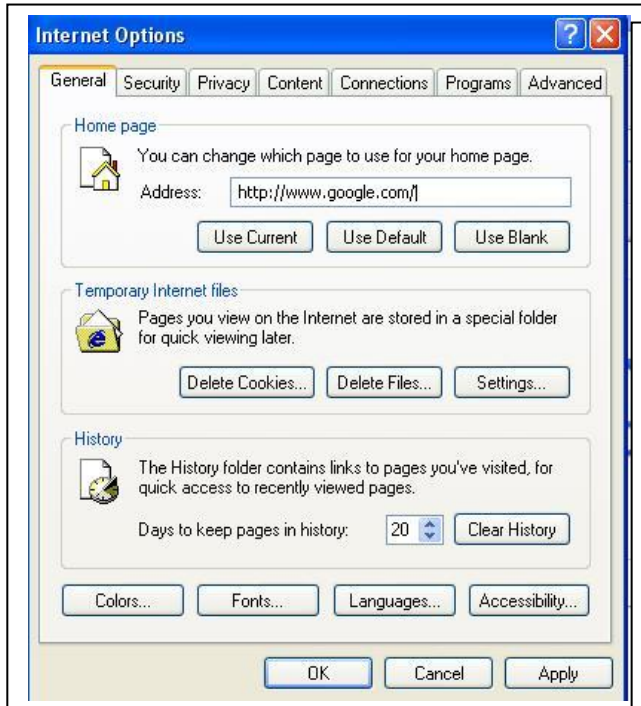 Internet Options
General Security Privacy Content Connections Programs Advanced
Home page
You can change which page to use for your home page.
Address: http://www.google.com/
Use Current Use Default Use Blank
Temporary Internet files
Pages you view on the Internet are stored in a special folder
for quick viewing later.
Delete Cookies... Delete Files... Settings...
History
The History folder contains links to pages you've visited, for
quick access to recently viewed pages.
Days to keep pages in history: 20 Clear History
Colors... Fonts... Languages... Accessibility...
OK Cancel Apply